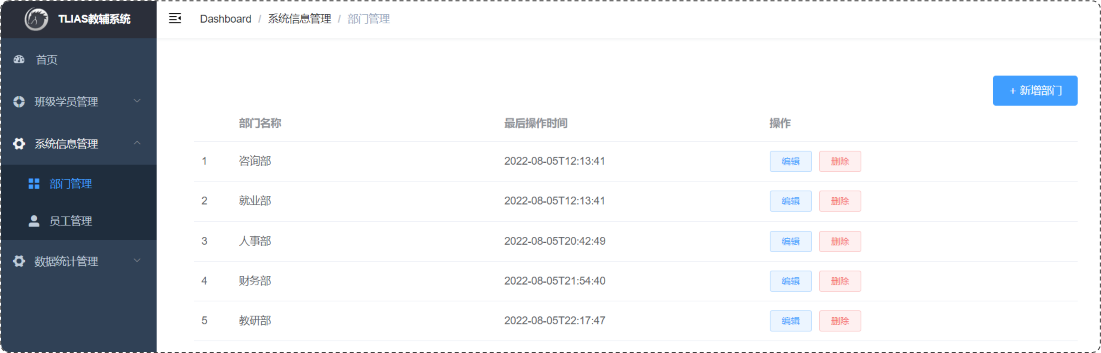 TLIAS教辅系统
Dashboard / 系统信息管理 / 部门管理
首页
班级学员管理
系统信息管理
部门管理
员工管理
数据统计管理
+ 新增部门
部门名称 最后操作时间 操作
1 咨询部 2022-08-05T12:13:41 编辑 删除
2 就业部 2022-08-05T12:13:41 编辑 删除
3 人事部 2022-08-05T20:42:49 编辑 删除
4 财务部 2022-08-05T21:54:40 编辑 删除
5 教研部 2022-08-05T22:17:47 编辑 删除